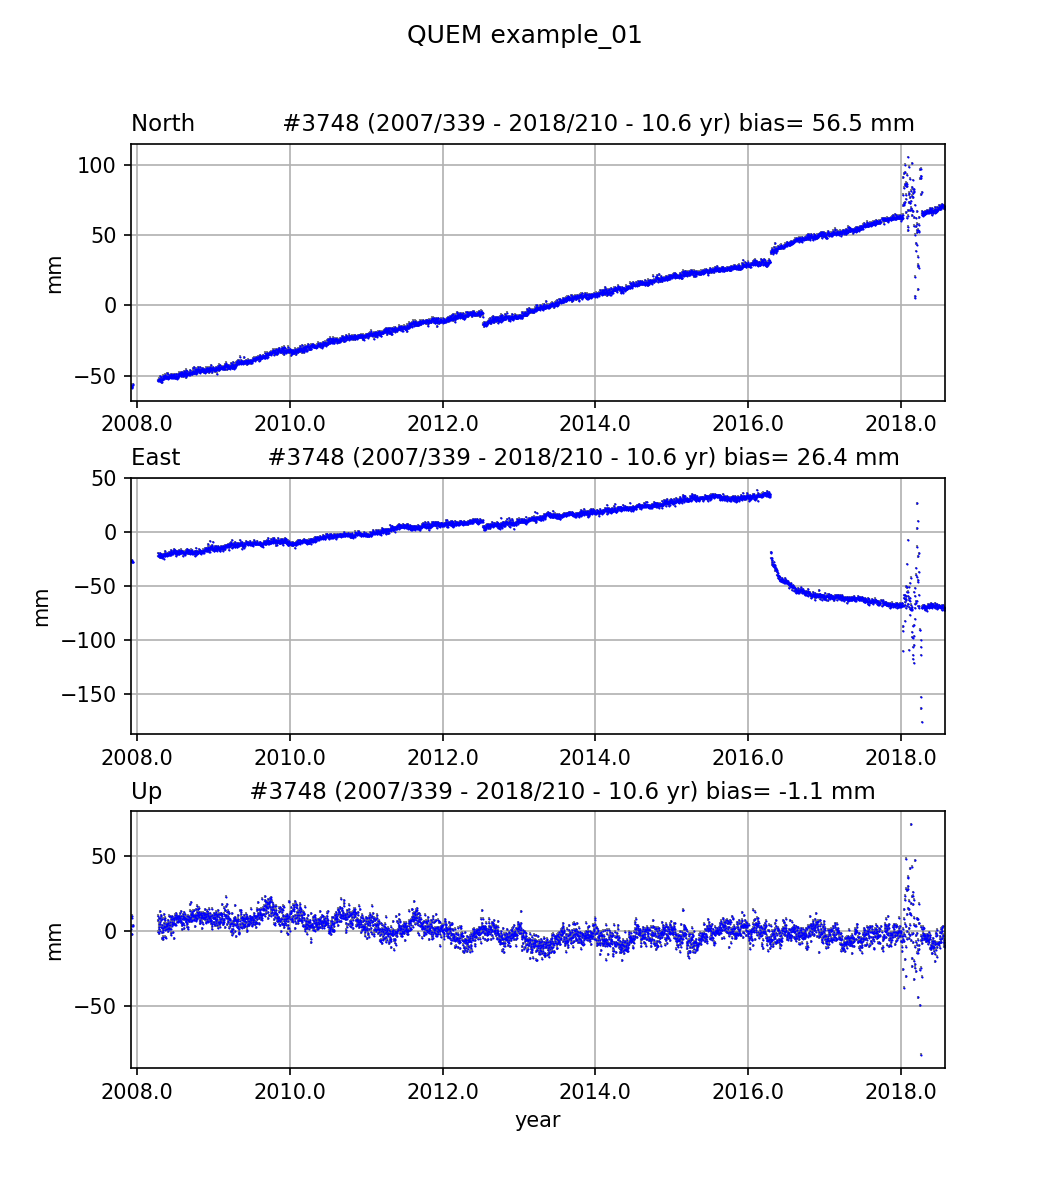 QUEM example_01
North #3748 (2007/339 - 2018/210 - 10.6 yr) bias= 56.5 mm
100
50
0
−50
mm
2008.0 2010.0 2012.0 2014.0 2016.0 2018.0
East #3748 (2007/339 - 2018/210 - 10.6 yr) bias= 26.4 mm
50
0
−50
−100
−150
mm
2008.0 2010.0 2012.0 2014.0 2016.0 2018.0
Up #3748 (2007/339 - 2018/210 - 10.6 yr) bias= -1.1 mm
50
0
−50
mm
2008.0 2010.0 2012.0 2014.0 2016.0 2018.0
year